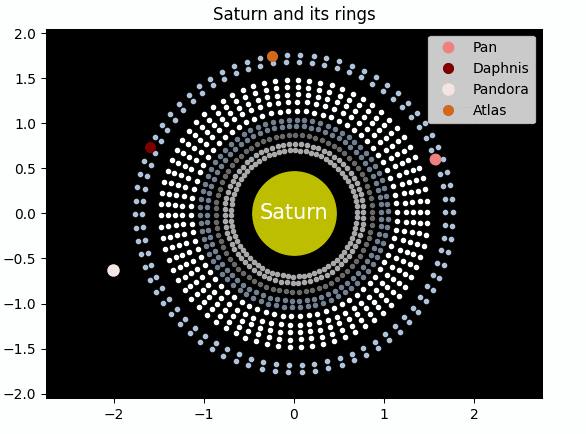 Saturn and its rings
Pan
Daphnis
Pandora
Atlas
Saturn
2.0
1.5
1.0
0.5
0.0
−0.5
−1.0
−1.5
−2.0
−2
−1
0
1
2